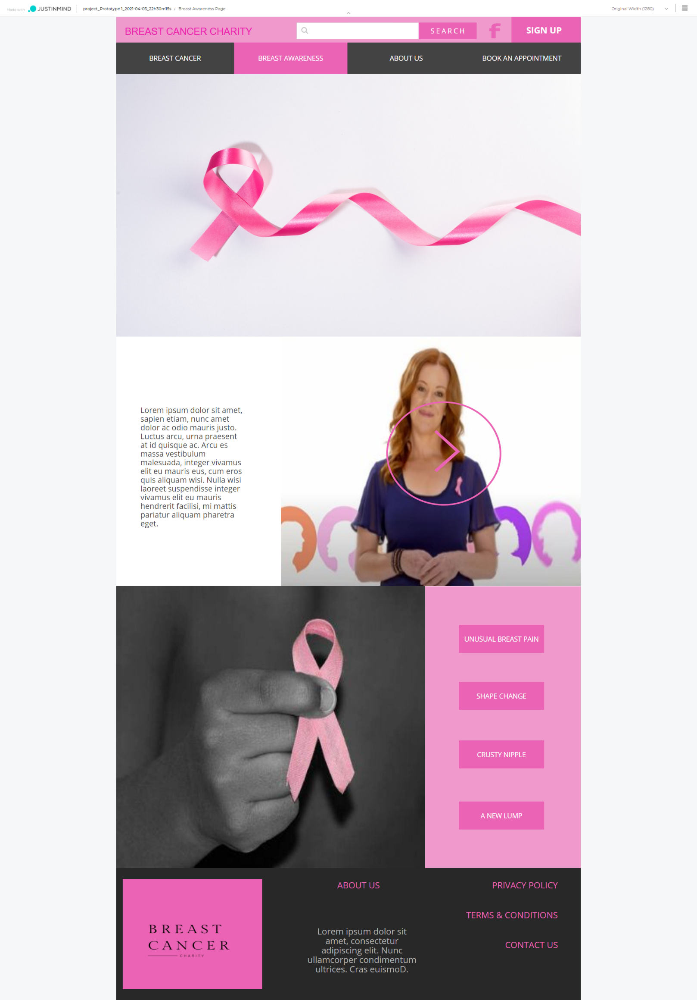 Made with JUSTINMIND project_Prototype 1_2021-04-03_22h30m15s / Breast Awareness Page Original Width (1280)
BREAST CANCER CHARITY SEARCH f SIGN UP
BREAST CANCER BREAST AWARENESS ABOUT US BOOK AN APPOINTMENT
Lorem ipsum dolor sit amet,
sapien etiam, nunc amet
dolor ac odio mauris justo.
Luctus arcu, urna praesent
at id quisque ac. Arcu es
massa vestibulum
malesuada, integer vivamus
elit eu mauris eus, cum eros
quis aliquam wisi. Nulla wisi
laoreet suspendisse integer
vivamus elit eu mauris
hendrerit facilisi, mi mattis
pariatur aliquam pharetra
eget.
UNUSUAL BREAST PAIN
SHAPE CHANGE
CRUSTY NIPPLE
A NEW LUMP
BREAST
CANCER
CHARITY
ABOUT US
Lorem ipsum dolor sit
amet, consectetur
adipiscing elit. Nunc
ullamcorper condimentum
ultrices. Cras euismoD.
PRIVACY POLICY
TERMS & CONDITIONS
CONTACT US